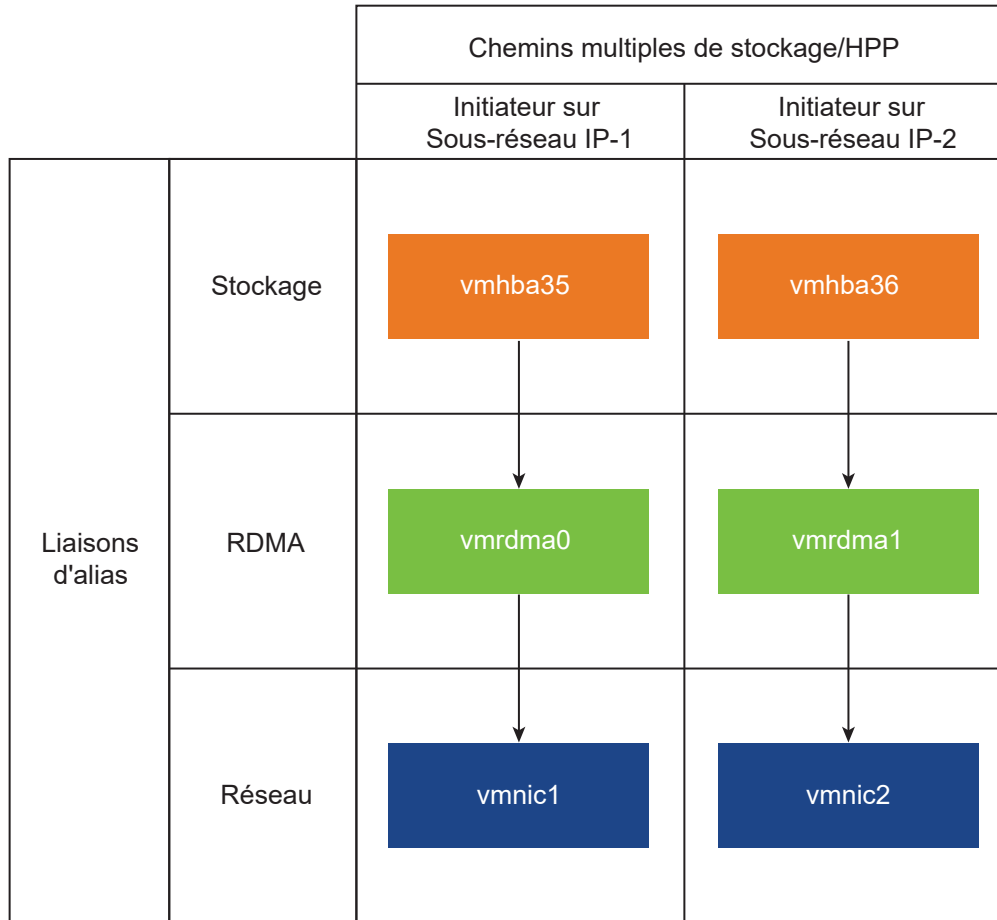 Chemins multiples de stockage/HPP
Initiateur sur
Sous-réseau IP-1
Initiateur sur
Sous-réseau IP-2
Stockage
vmhba35
vmhba36
Liaisons
d'alias
RDMA
vmrdma0
vmrdma1
Réseau
vmnic1
vmnic2